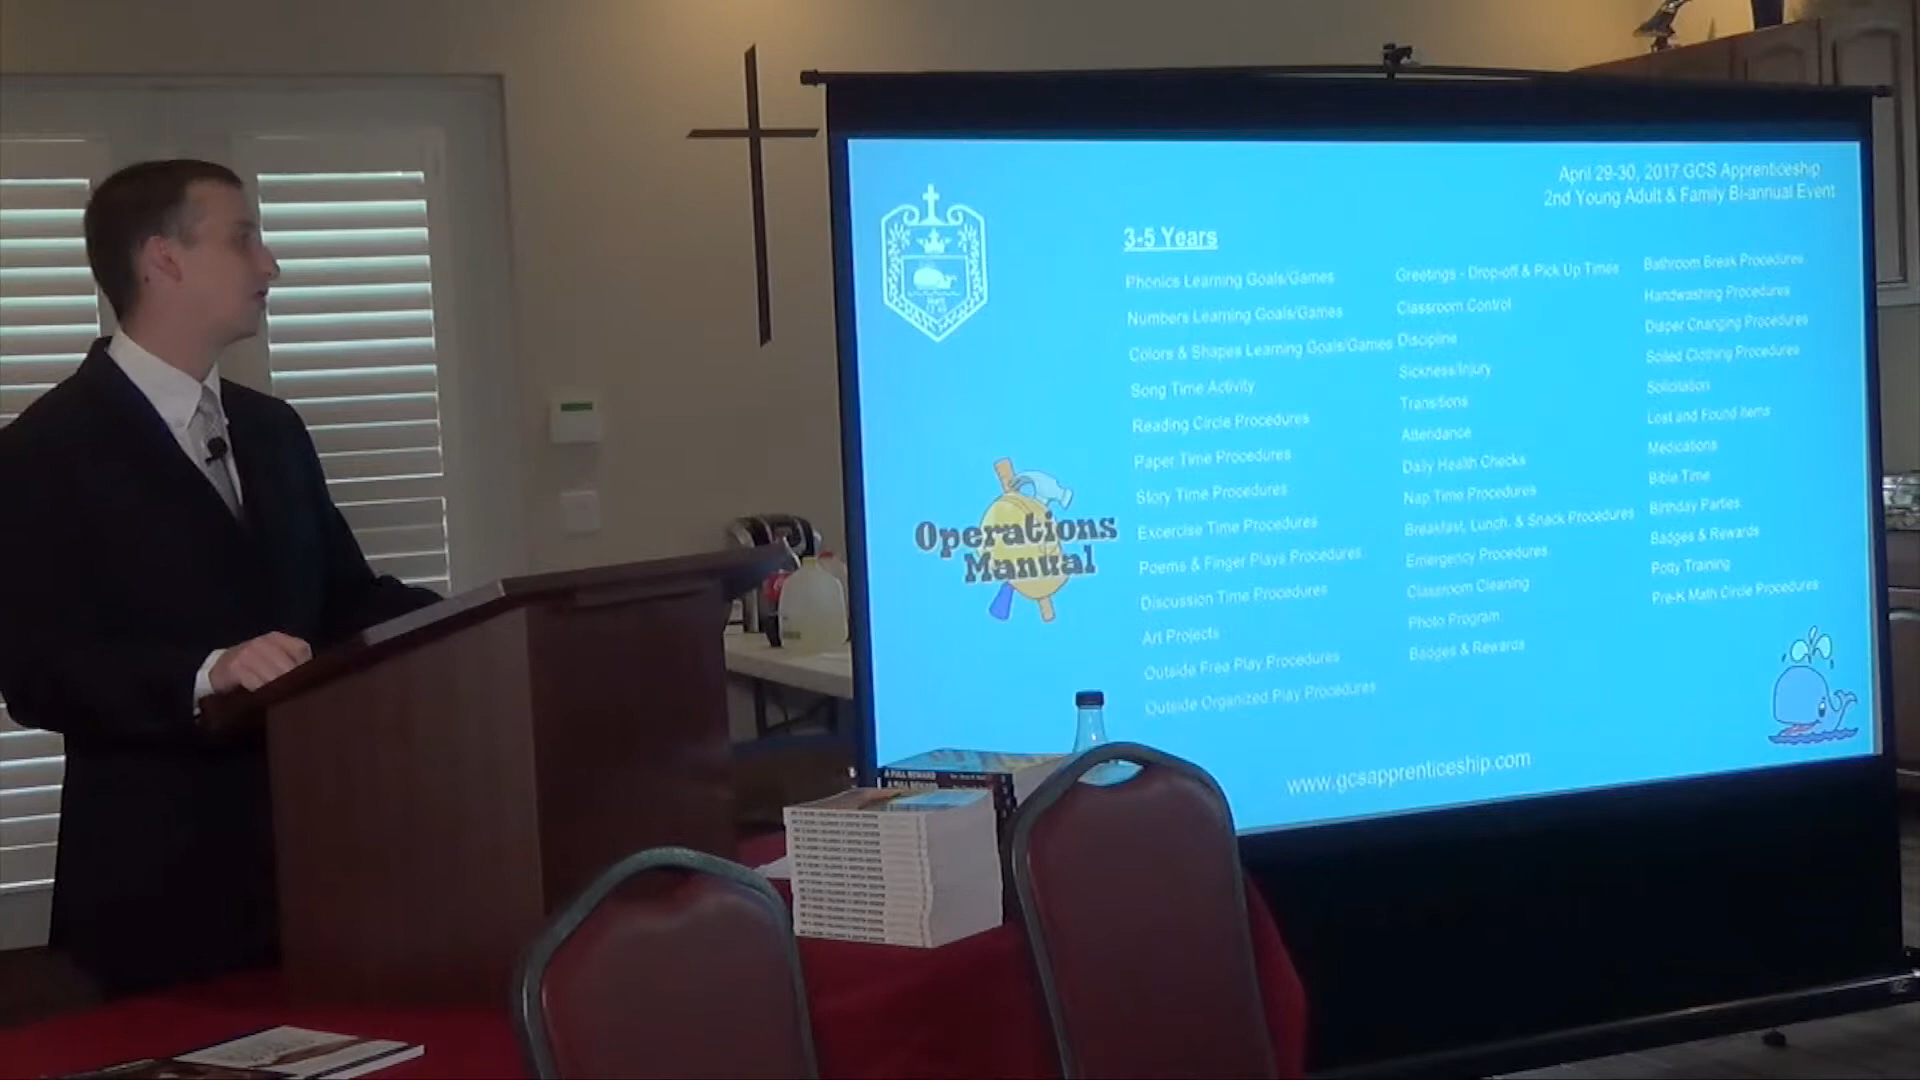 April 29-30, 2017 GCS Apprenticeship
2nd Young Adult & Family Bi-annual Event
3-5 Years
Phonics Learning Goals/Games
Numbers Learning Goals/Games
Colors & Shapes Learning Goals/Games
Song Time Activity
Reading Circle Procedures
Paper Time Procedures
Story Time Procedures
Excercise Time Procedures
Poems & Finger Plays Procedures
Discussion Time Procedures
Art Projects
Outside Free Play Procedures
Outside Organized Play Procedures
Greetings - Drop-off & Pick Up Times
Classroom Control
Discipline
Sickness/Injury
Transitions
Attendance
Daily Health Checks
Nap Time Procedures
Breakfast, Lunch, & Snack Procedures
Emergency Procedures
Classroom Cleaning
Photo Program
Badges & Rewards
Bathroom Break Procedures
Handwashing Procedures
Diaper Changing Procedures
Soiled Clothing Procedures
Solicitation
Lost and Found Items
Medications
Bible Time
Birthday Parties
Badges & Rewards
Potty Training
Pre-K Math Circle Procedures
Operations
Manual
www.gcsapprenticeship.com
A FULL REWARD
A FULL REWARD